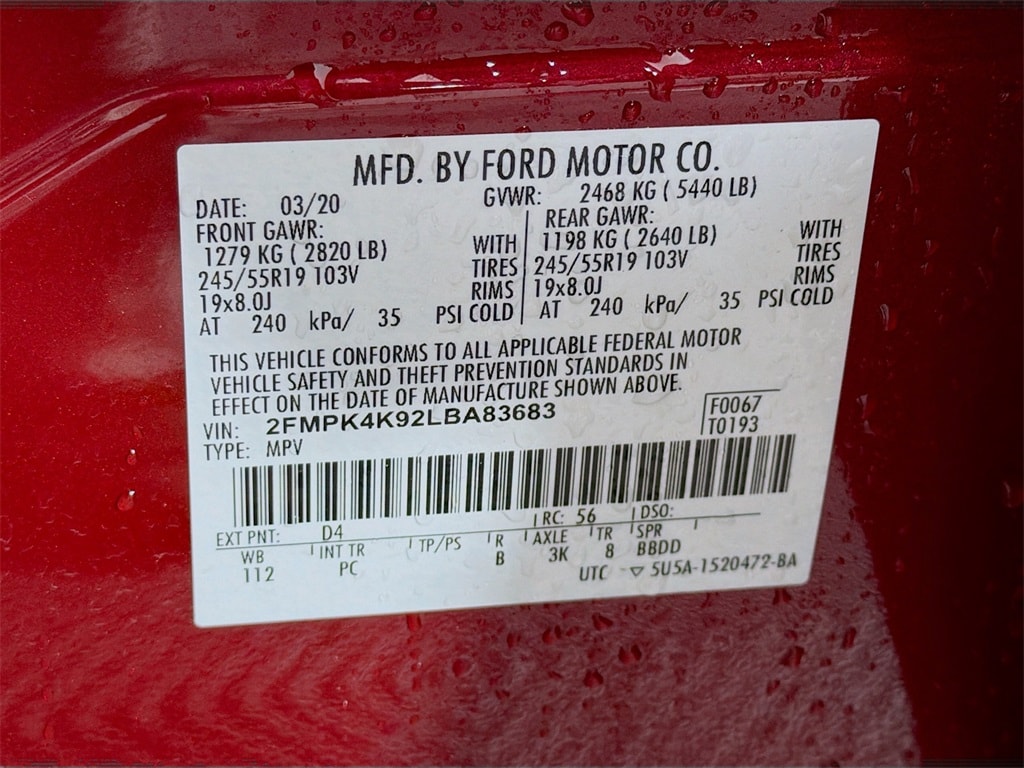 MFD. BY FORD MOTOR CO.
DATE: 03/20 GVWR: 2468 KG ( 5440 LB)
FRONT GAWR: REAR GAWR:
1279 KG ( 2820 LB) WITH 1198 KG ( 2640 LB) WITH
245/55R19 103V TIRES 245/55R19 103V TIRES
19x8.0J RIMS 19x8.0J RIMS
AT 240 kPa/ 35 PSI COLD AT 240 kPa/ 35 PSI COLD
THIS VEHICLE CONFORMS TO ALL APPLICABLE FEDERAL MOTOR
VEHICLE SAFETY AND THEFT PREVENTION STANDARDS IN
EFFECT ON THE DATE OF MANUFACTURE SHOWN ABOVE.
VIN: 2FMPK4K92LBA83683 F0067
TYPE: MPV T0193
EXT PNT: D4 RC: 56 DSO:
WB INT TR TP/PS R AXLE TR SPR
112 PC B 3K 8 BBDD
UTC ▽ 5U5A-1520472-BA